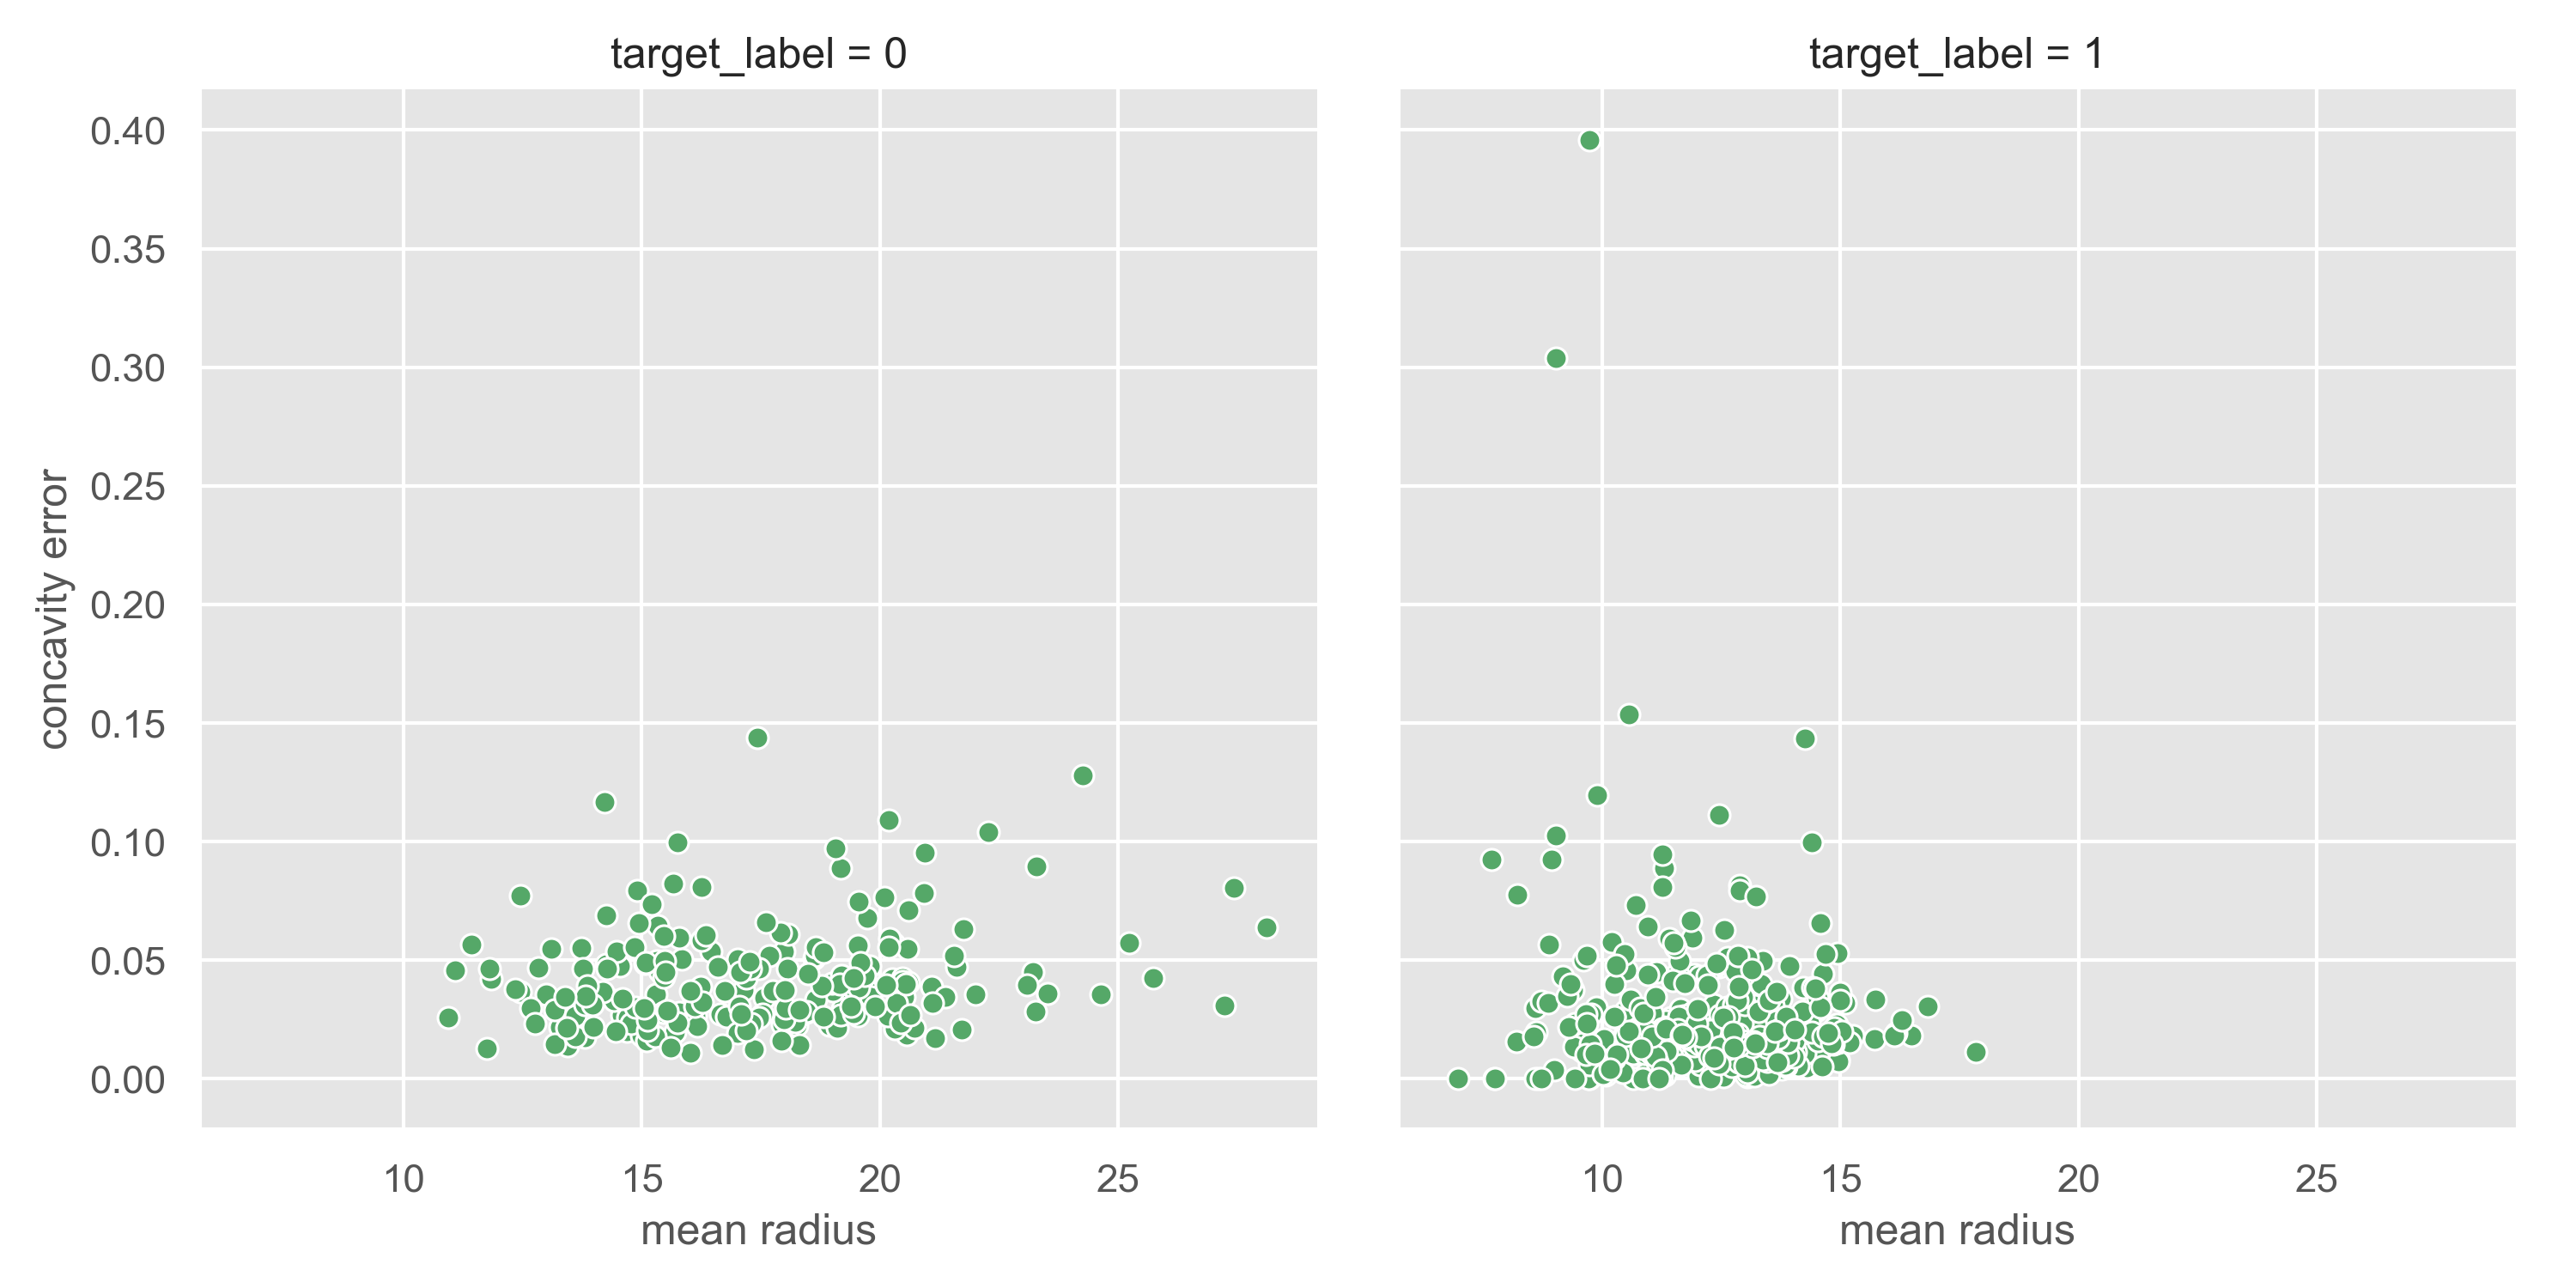 target_label = 0
target_label = 1
concavity error
0.40
0.35
0.30
0.25
0.20
0.15
0.10
0.05
0.00
10 15 20 25
10 15 20 25
mean radius
mean radius